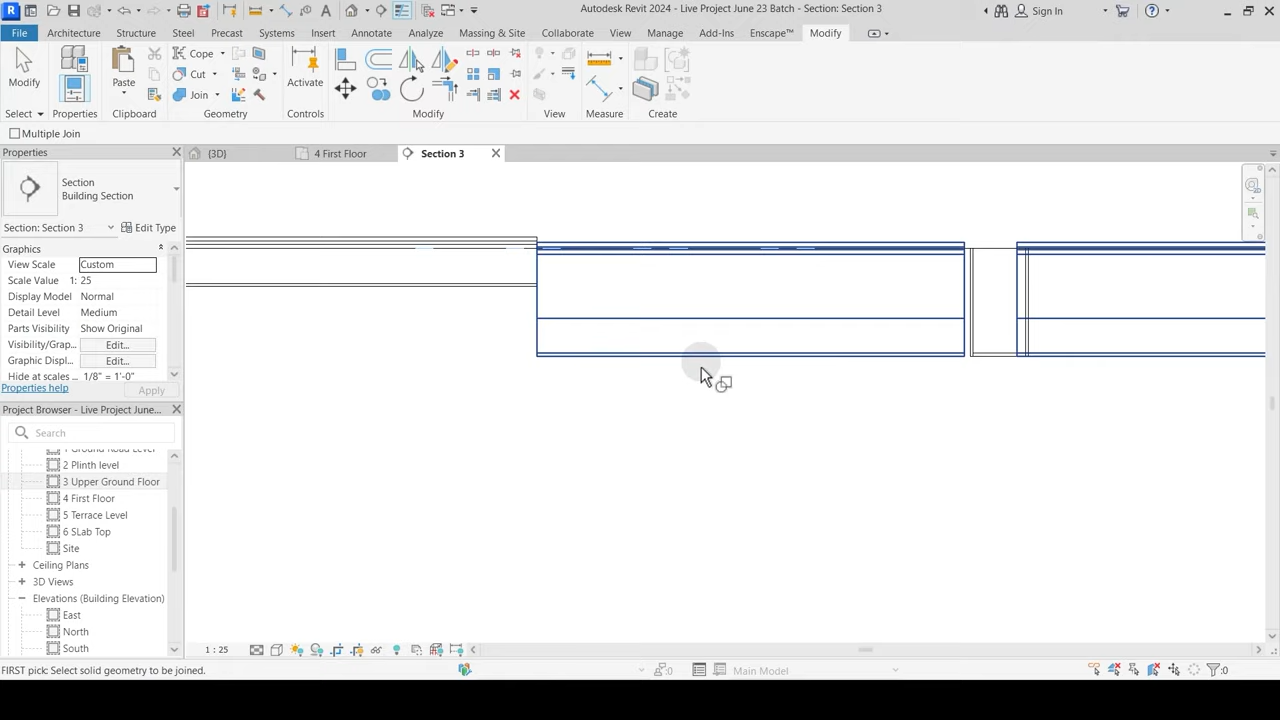 Autodesk Revit 2024 - Live Project June 23 Batch - Section: Section 3
Sign In
File Architecture Structure Steel Precast Systems Insert Annotate Analyze Massing & Site Collaborate View Manage Add-Ins Enscape™ Modify
Modify
Select
Properties
Paste
Clipboard
Cope
Cut
Join
Geometry
Activate
Controls
Modify
View
Measure
Create
Multiple Join
Properties
{3D}
4 First Floor
Section 3
Section
Building Section
Section: Section 3
Edit Type
Graphics
View Scale Custom
Scale Value 1: 25
Display Model Normal
Detail Level Medium
Parts Visibility Show Original
Visibility/Grap... Edit...
Graphic Displ... Edit...
Hide at scales ... 1/8" = 1'-0"
Properties help
Apply
Project Browser - Live Project June...
Search
1 Ground Road Level
2 Plinth level
3 Upper Ground Floor
4 First Floor
5 Terrace Level
6 SLab Top
Site
Ceiling Plans
3D Views
Elevations (Building Elevation)
East
North
South
1 : 25
FIRST pick: Select solid geometry to be joined.
:0
Main Model
:0